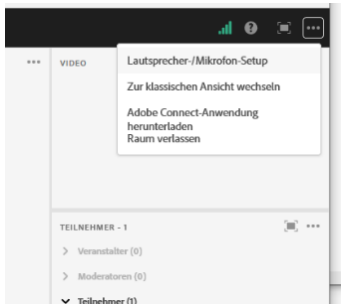 VIDEO
Lautsprecher-/Mikrofon-Setup
Zur klassischen Ansicht wechseln
Adobe Connect-Anwendung
herunterladen
Raum verlassen
TEILNEHMER - 1
Veranstalter (0)
Moderatoren (0)
Teilnehmer (1)